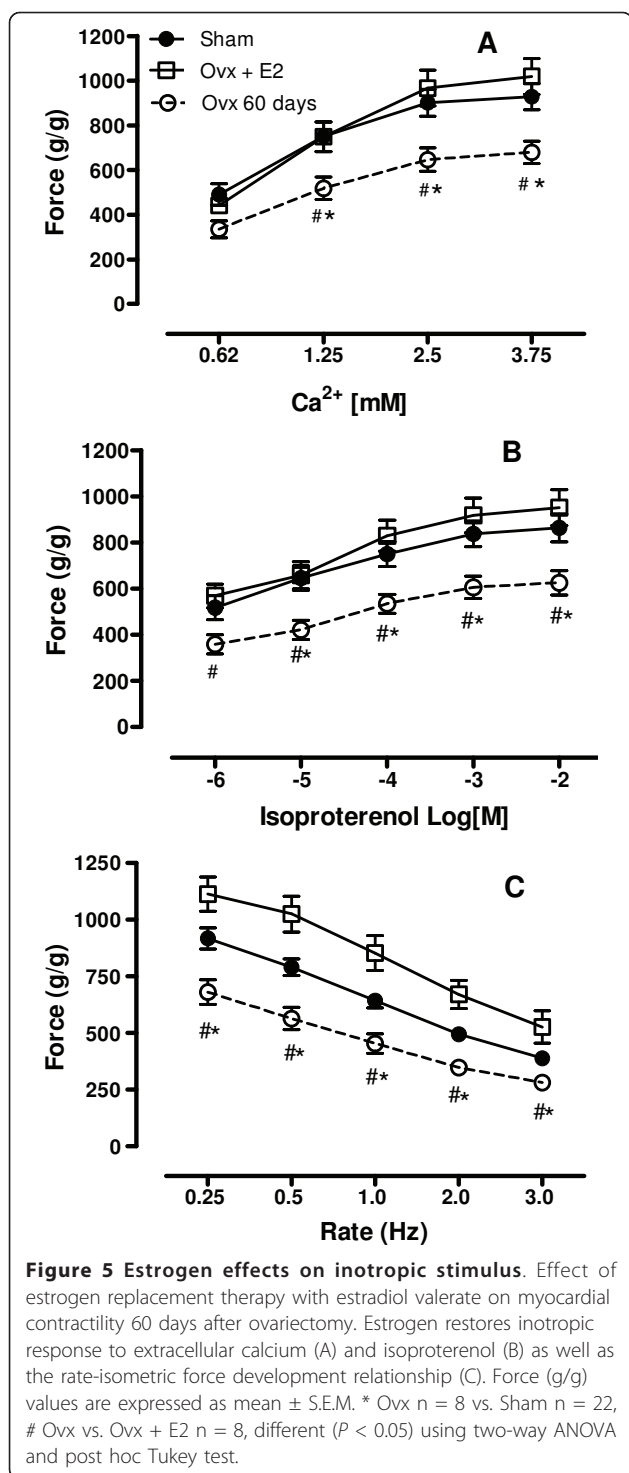 A
Sham
Ovx + E2
Ovx 60 days
Force (g/g)
1200
1000
800
600
400
200
0
#* #* #*
0.62 1.25 2.5 3.75
Ca²⁺ [mM]
B
Force (g/g)
1200
1000
800
600
400
200
0
# #* #* #* #*
-6 -5 -4 -3 -2
Isoproterenol Log[M]
C
Force (g/g)
1250
1000
750
500
250
0
#* #* #* #* #*
0.25 0.5 1.0 2.0 3.0
Rate (Hz)
Figure 5 Estrogen effects on inotropic stimulus. Effect of
estrogen replacement therapy with estradiol valerate on myocardial
contractility 60 days after ovariectomy. Estrogen restores inotropic
response to extracellular calcium (A) and isoproterenol (B) as well as
the rate-isometric force development relationship (C). Force (g/g)
values are expressed as mean ± S.E.M. * Ovx n = 8 vs. Sham n = 22,
# Ovx vs. Ovx + E2 n = 8, different (P < 0.05) using two-way ANOVA
and post hoc Tukey test.